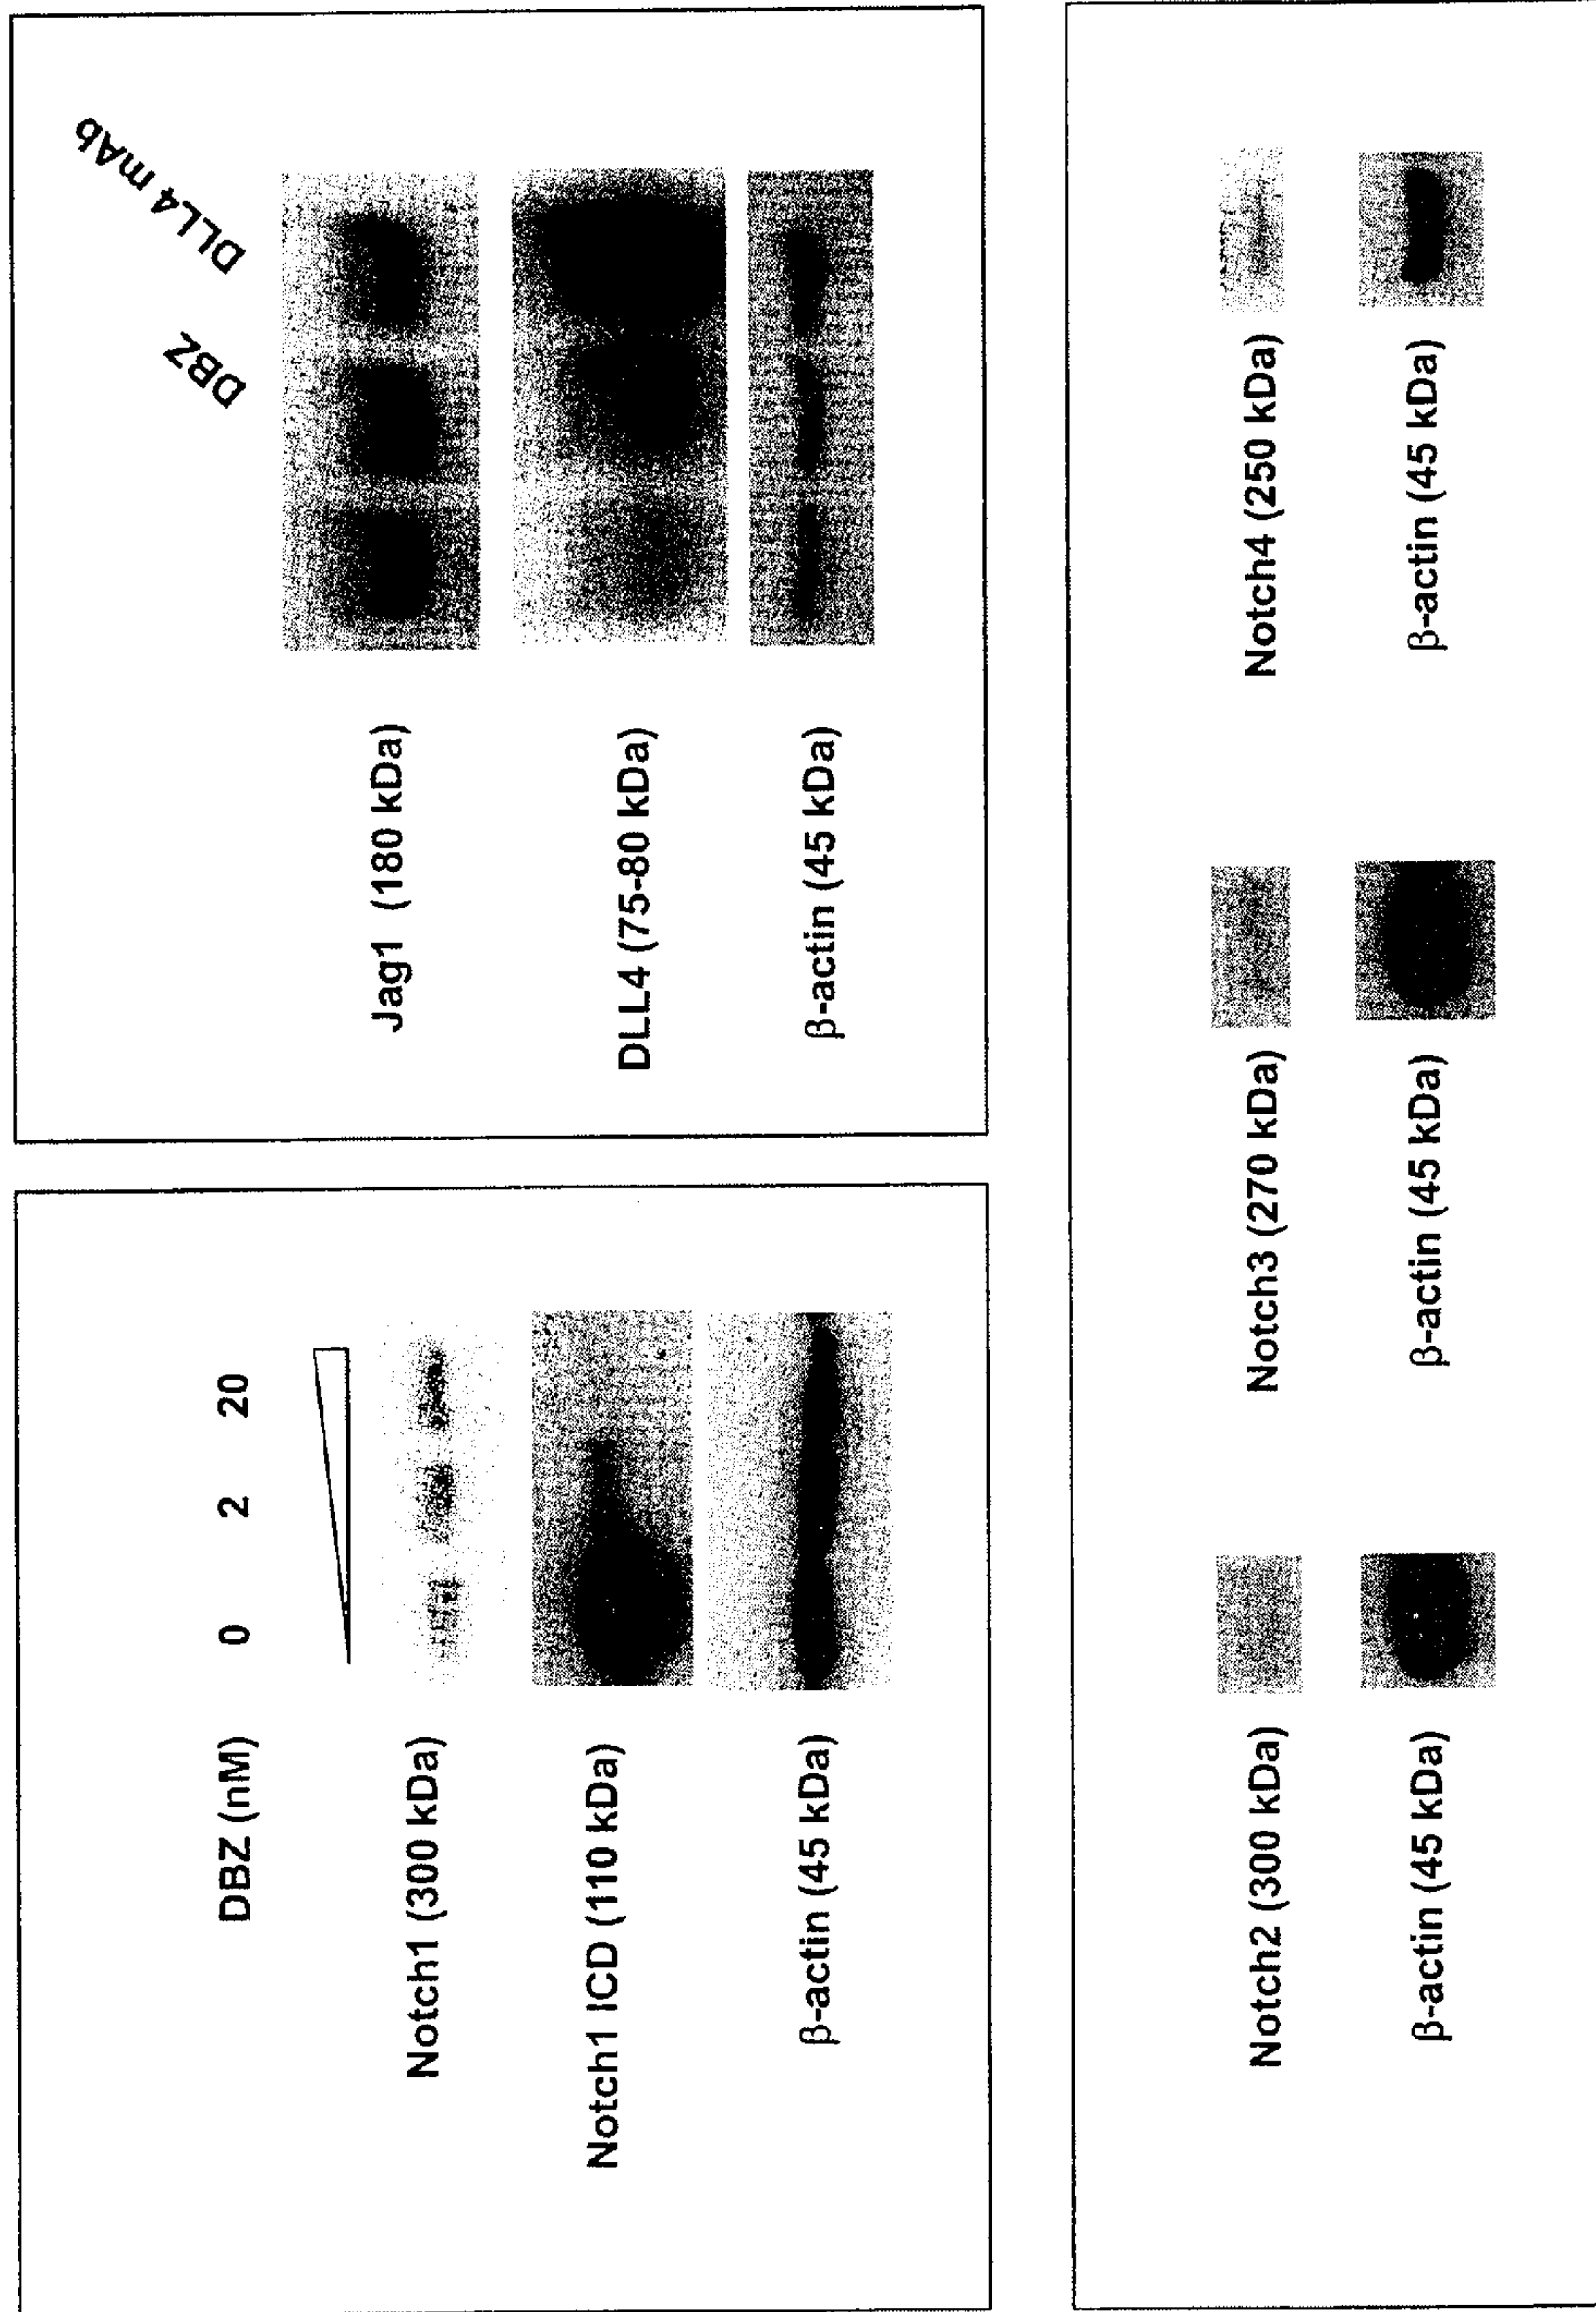 DBZ (nM) 0 2 20
Notch1 (300 kDa)
Notch1 ICD (110 kDa)
β-actin (45 kDa)
DBZ
DLL4 mAb
Jag1 (180 kDa)
DLL4 (75-80 kDa)
β-actin (45 kDa)
Notch2 (300 kDa)
β-actin (45 kDa)
Notch3 (270 kDa)
β-actin (45 kDa)
Notch4 (250 kDa)
β-actin (45 kDa)